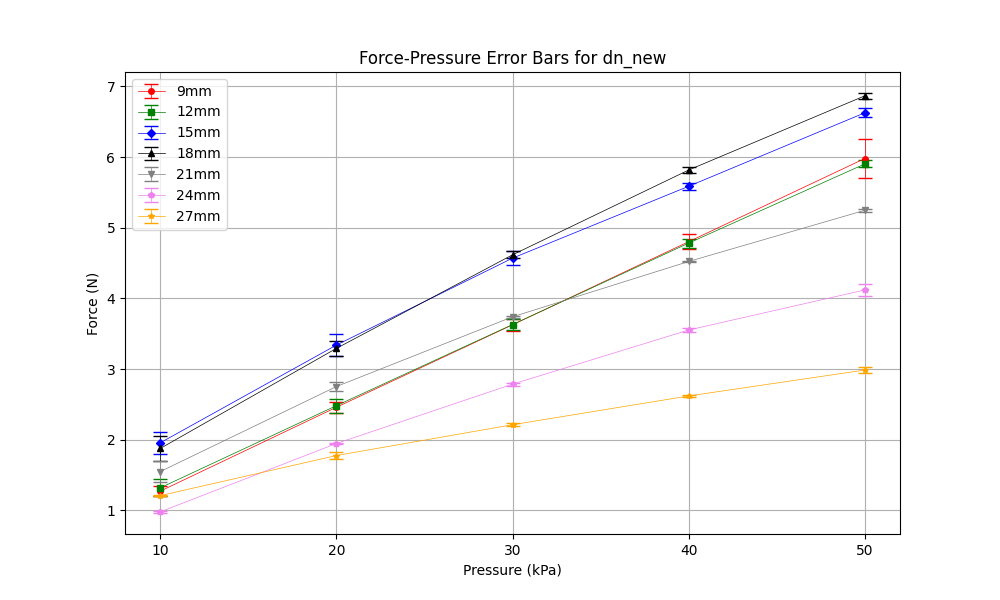 Force-Pressure Error Bars for dn_new
7
6
5
4
3
2
1
Force (N)
9mm
12mm
15mm
18mm
21mm
24mm
27mm
10 20 30 40 50
Pressure (kPa)